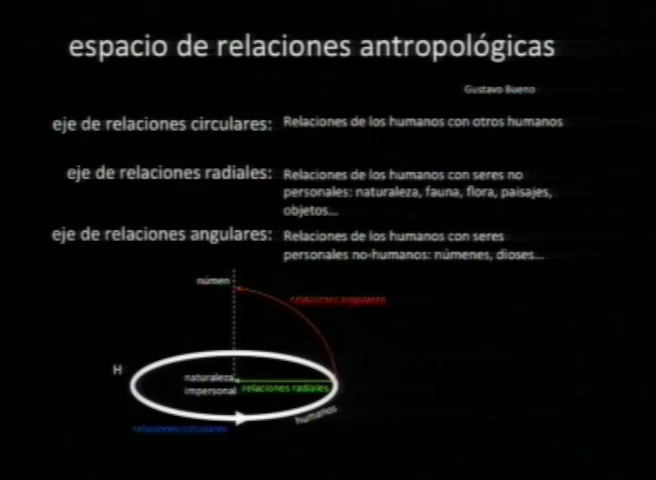 espacio de relaciones antropológicas
Gustavo Bueno
eje de relaciones circulares:
Relaciones de los humanos con otros humanos
eje de relaciones radiales:
Relaciones de los humanos con seres no
personales: naturaleza, fauna, flora, paisajes,
objetos...
eje de relaciones angulares:
Relaciones de los humanos con seres
personales no-humanos: númenes, dioses...
númen
relaciones angulares
H
naturaleza
impersonal
relaciones radiales
humanos
relaciones circulares